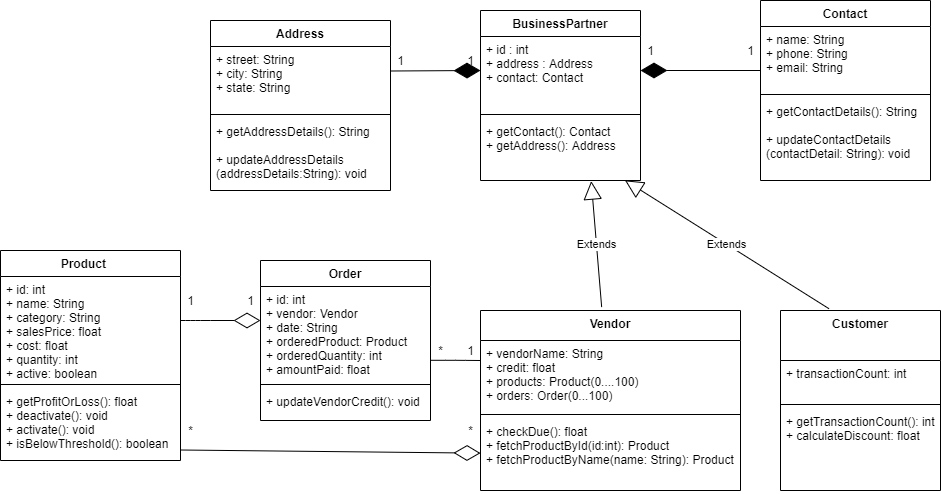 Address
+ street: String
+ city: String
+ state: String
+ getAddressDetails(): String
+ updateAddressDetails
(addressDetails:String): void
1
1
BusinessPartner
+ id : int
+ address : Address
+ contact: Contact
+ getContact(): Contact
+ getAddress(): Address
1
1
Contact
+ name: String
+ phone: String
+ email: String
+ getContactDetails(): String
+ updateContactDetails
(contactDetail: String): void
Extends
Extends
Product
+ id: int
+ name: String
+ category: String
+ salesPrice: float
+ cost: float
+ quantity: int
+ active: boolean
+ getProfitOrLoss(): float
+ deactivate(): void
+ activate(): void
+ isBelowThreshold(): boolean
1
1
Order
+ id: int
+ vendor: Vendor
+ date: String
+ orderedProduct: Product
+ orderedQuantity: int
+ amountPaid: float
+ updateVendorCredit(): void
*
1
*
*
Vendor
+ vendorName: String
+ credit: float
+ products: Product(0....100)
+ orders: Order(0...100)
+ checkDue(): float
+ fetchProductById(id:int): Product
+ fetchProductByName(name: String): Product
Customer
+ transactionCount: int
+ getTransactionCount(): int
+ calculateDiscount: float